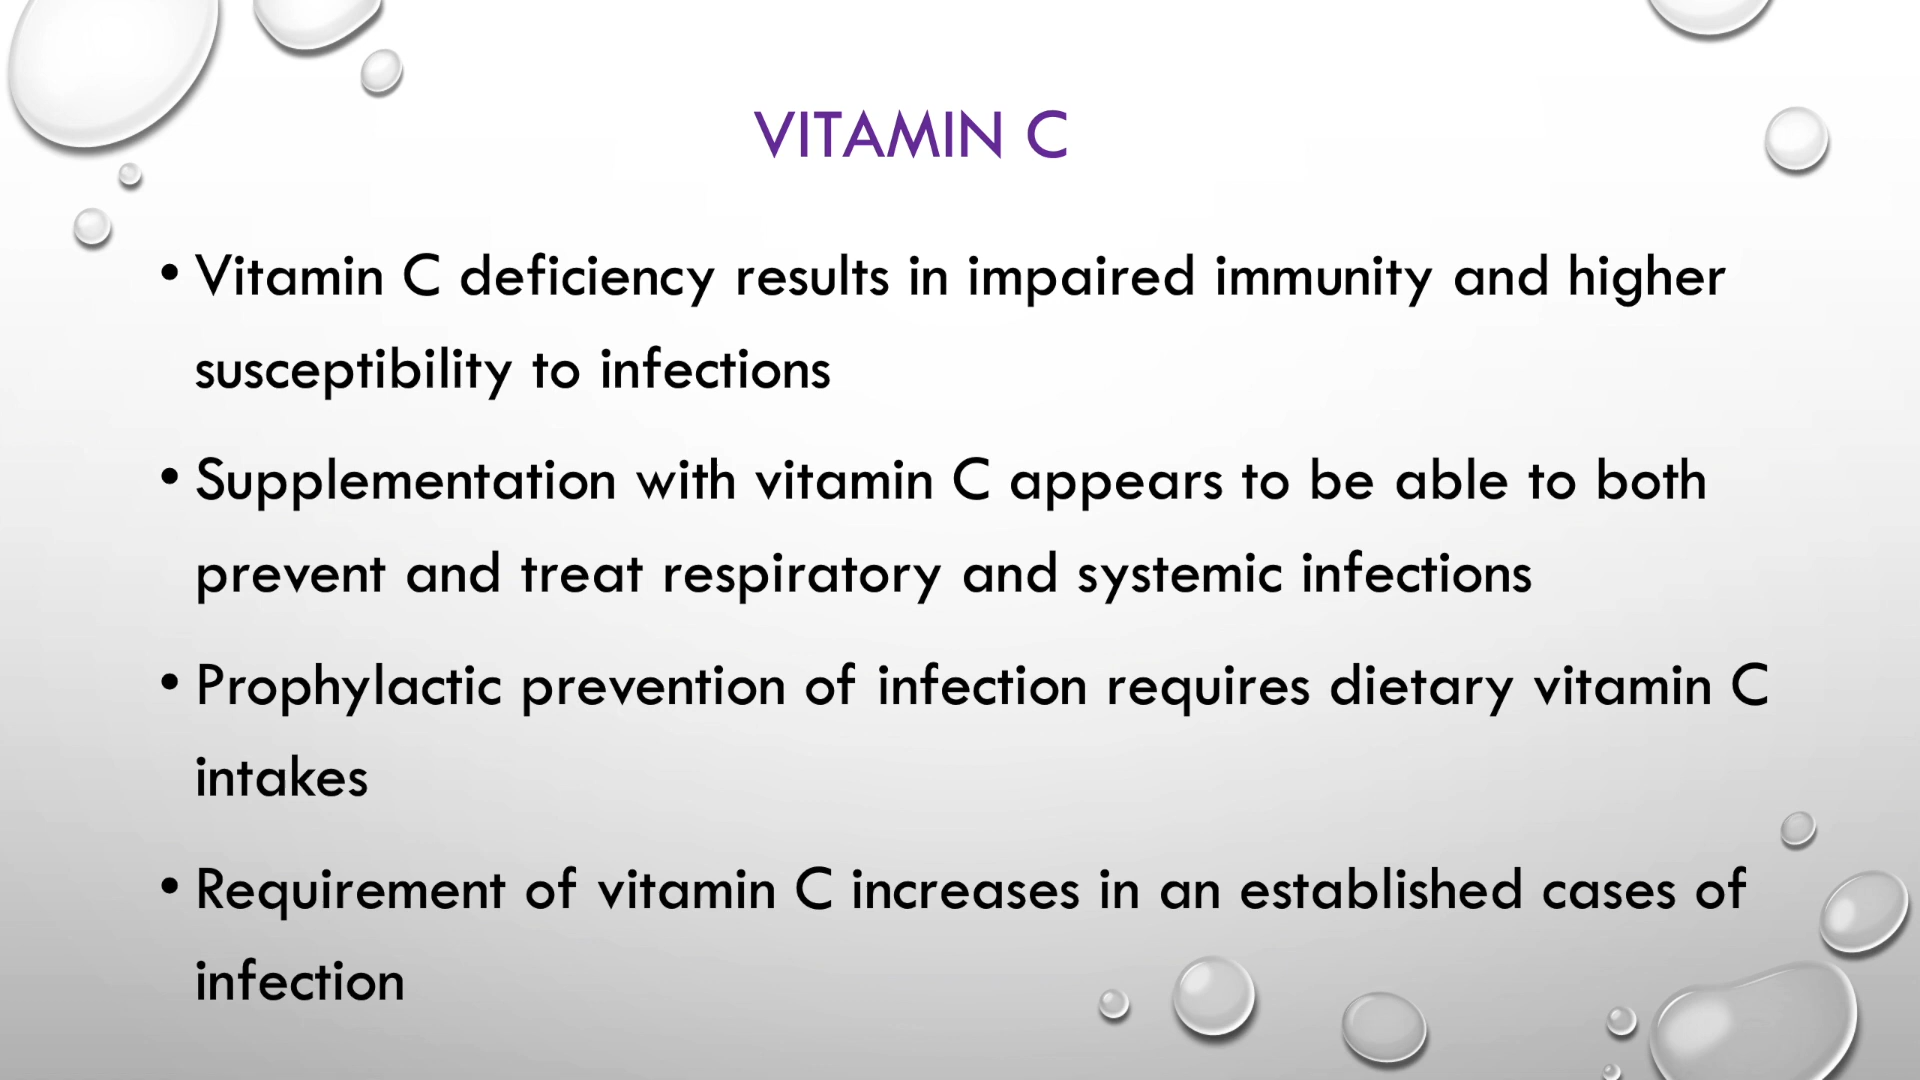 VITAMIN C
• Vitamin C deficiency results in impaired immunity and higher
susceptibility to infections
• Supplementation with vitamin C appears to be able to both
prevent and treat respiratory and systemic infections
• Prophylactic prevention of infection requires dietary vitamin C
intakes
• Requirement of vitamin C increases in an established cases of
infection